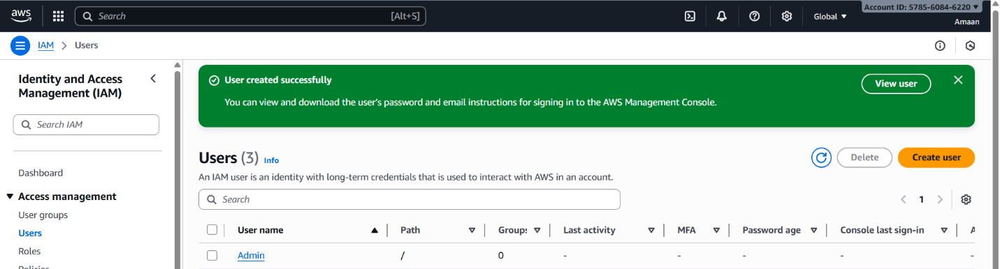 aws
Search
[Alt+S]
Global
Account ID: 5785-6084-6220
Amaan
IAM > Users
Identity and Access
Management (IAM)
Search IAM
Dashboard
Access management
User groups
Users
Roles
Policies
User created successfully
View user
You can view and download the user's password and email instructions for signing in to the AWS Management Console.
Users (3) Info
Delete
Create user
An IAM user is an identity with long-term credentials that is used to interact with AWS in an account.
Search
1
User name Path Groups Last activity MFA Password age Console last sign-in A
Admin / 0 - - - - -